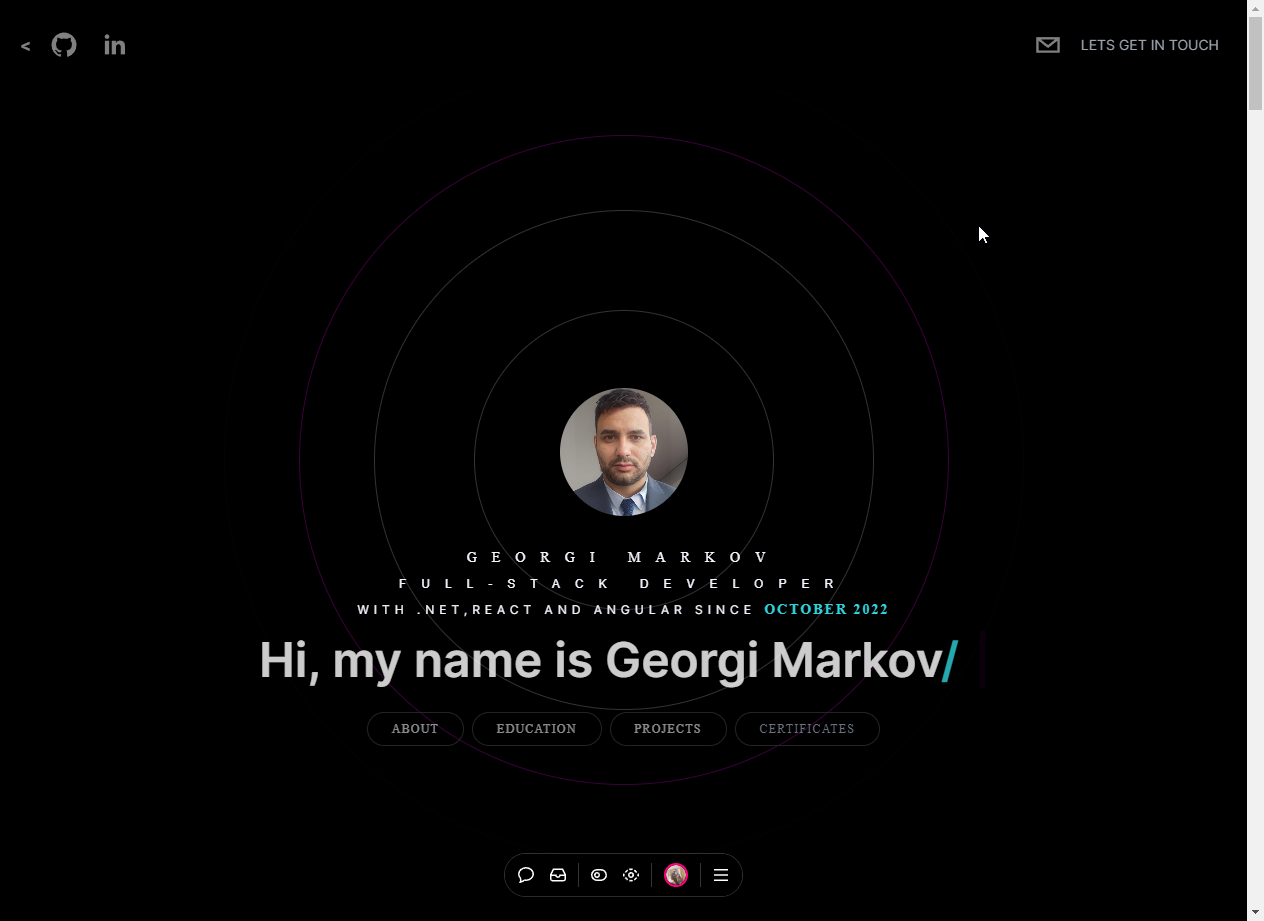 <
in
LETS GET IN TOUCH
GEORGI MARKOV
FULL-STACK DEVELOPER
WITH .NET,REACT AND ANGULAR SINCE OCTOBER 2022
Hi, my name is Georgi Markov/
ABOUT
EDUCATION
PROJECTS
CERTIFICATES